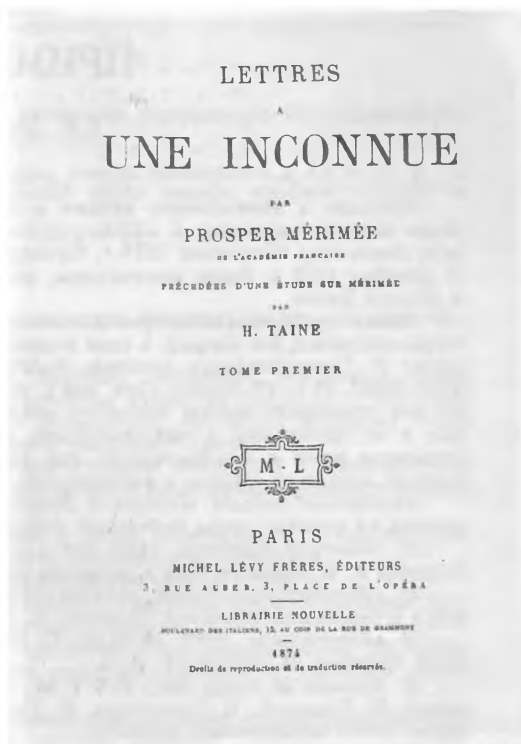 LETTRES
A
UNE INCONNUE
PAR
PROSPER MÉRIMÉE
DE L'ACADÉMIE FRANÇAISE
PRÉCÉDÉES D'UNE ÉTUDE SUR MÉRIMÉE
PAR
H. TAINE
TOME PREMIER
M · L
PARIS
MICHEL LÉVY FRÈRES, ÉDITEURS
3, RUE AUBER, 3, PLACE DE L'OPÉRA
LIBRAIRIE NOUVELLE
BOULEVARD DES ITALIENS, 15, AU COIN DE LA RUE DE GRAMMONT
1874
Droits de reproduction et de traduction réservés.